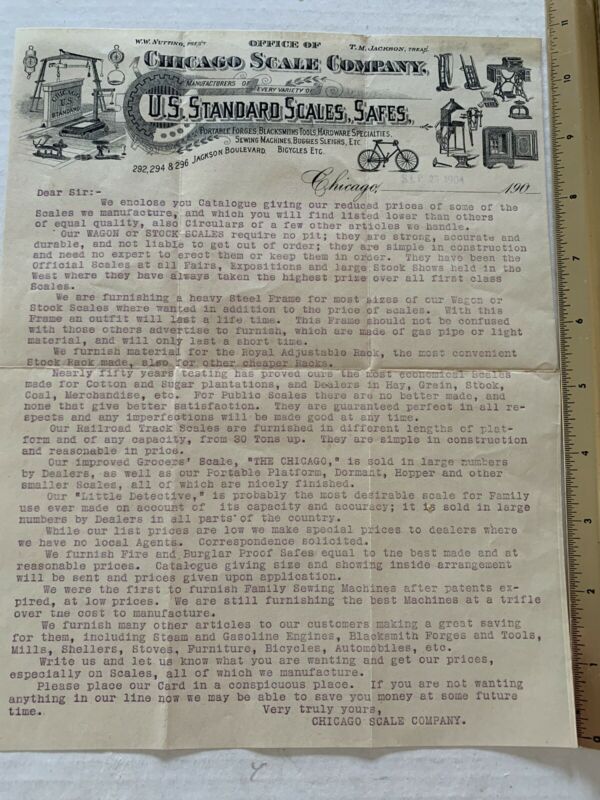 OFFICE OF
W.W. NUTTING, PRES'T
T.M. JACKSON, TREAS.
CHICAGO SCALE COMPANY,
MANUFACTURERS OF EVERY VARIETY OF
CHICAGO
U.S.
STANDARD
U.S. STANDARD SCALES, SAFES,
PORTABLE FORGES, BLACKSMITHS TOOLS, HARDWARE SPECIALTIES,
SEWING MACHINES, BUGGIES SLEIGHS, ETC
BICYCLES ETC.
292, 294 & 296 JACKSON BOULEVARD
Chicago, SEP 23 1904 190
Dear Sir:-
We enclose you Catalogue giving our reduced prices of some of the
Scales we manufacture, and which you will find listed lower than others
of equal quality, also Circulars of a few other articles we handle.
Our WAGON or STOCK SCALES require no pit; they are strong, accurate and
durable, and not liable to get out of order; they are simple in construction
and need no expert to erect them or keep them in order. They have been the
Official Scales at all Fairs, Expositions and large Stock Shows held in the
West where they have always taken the highest prize over all first class
Scales.
We are furnishing a heavy Steel Frame for most sizes of our Wagon or
Stock Scales where wanted in addition to the price of Scales. With this
Frame an outfit will last a life time. This Frame should not be confused
with those others advertise to furnish, which are made of gas pipe or light
material, and will only last a short time.
We furnish material for the Royal Adjustable Rack, the most convenient
Stock Rack made, also for other cheaper Racks.
Nearly fifty years testing has proved ours the most economical Scales
made for Cotton and Sugar plantations, and Dealers in Hay, Grain, Stock,
Coal, Merchandise, etc. For Public Scales there are no better made, and
none that give better satisfaction. They are guaranteed perfect in all re-
spects and any imperfections will be made good at any time.
Our Railroad Track Scales are furnished in different lengths of plat-
form and of any capacity, from 30 Tons up. They are simple in construction
and reasonable in price.
Our improved Grocers' Scale, "THE CHICAGO," is sold in large numbers
by Dealers, as well as our Portable Platform, Dormant, Hopper and other
smaller Scales, all of which are nicely finished.
Our "Little Detective," is probably the most desirable scale for Family
use ever made on account of its capacity and accuracy; it is sold in large
numbers by Dealers in all parts of the country.
While our list prices are low we make special prices to dealers where
we have no local Agents. Correspondence solicited.
We furnish Fire and Burglar Proof Safes equal to the best made and at
reasonable prices. Catalogue giving size and showing inside arrangement
will be sent and prices given upon application.
We were the first to furnish Family Sewing Machines after patents ex-
pired, at low prices. We are still furnishing the best Machines at a trifle
over the cost to manufacture.
We furnish many other articles to our customers making a great saving
for them, including Steam and Gasoline Engines, Blacksmith Forges and Tools,
Mills, Shellers, Stoves, Furniture, Bicycles, Automobiles, etc.
Write us and let us know what you are wanting and get our prices,
especially on Scales, all of which we manufacture.
Please place our Card in a conspicuous place. If you are not wanting
anything in our line now we may be able to save you money at some future
time. Very truly yours,
CHICAGO SCALE COMPANY.
11
10
9
8
7
6
5
4
3
2
1